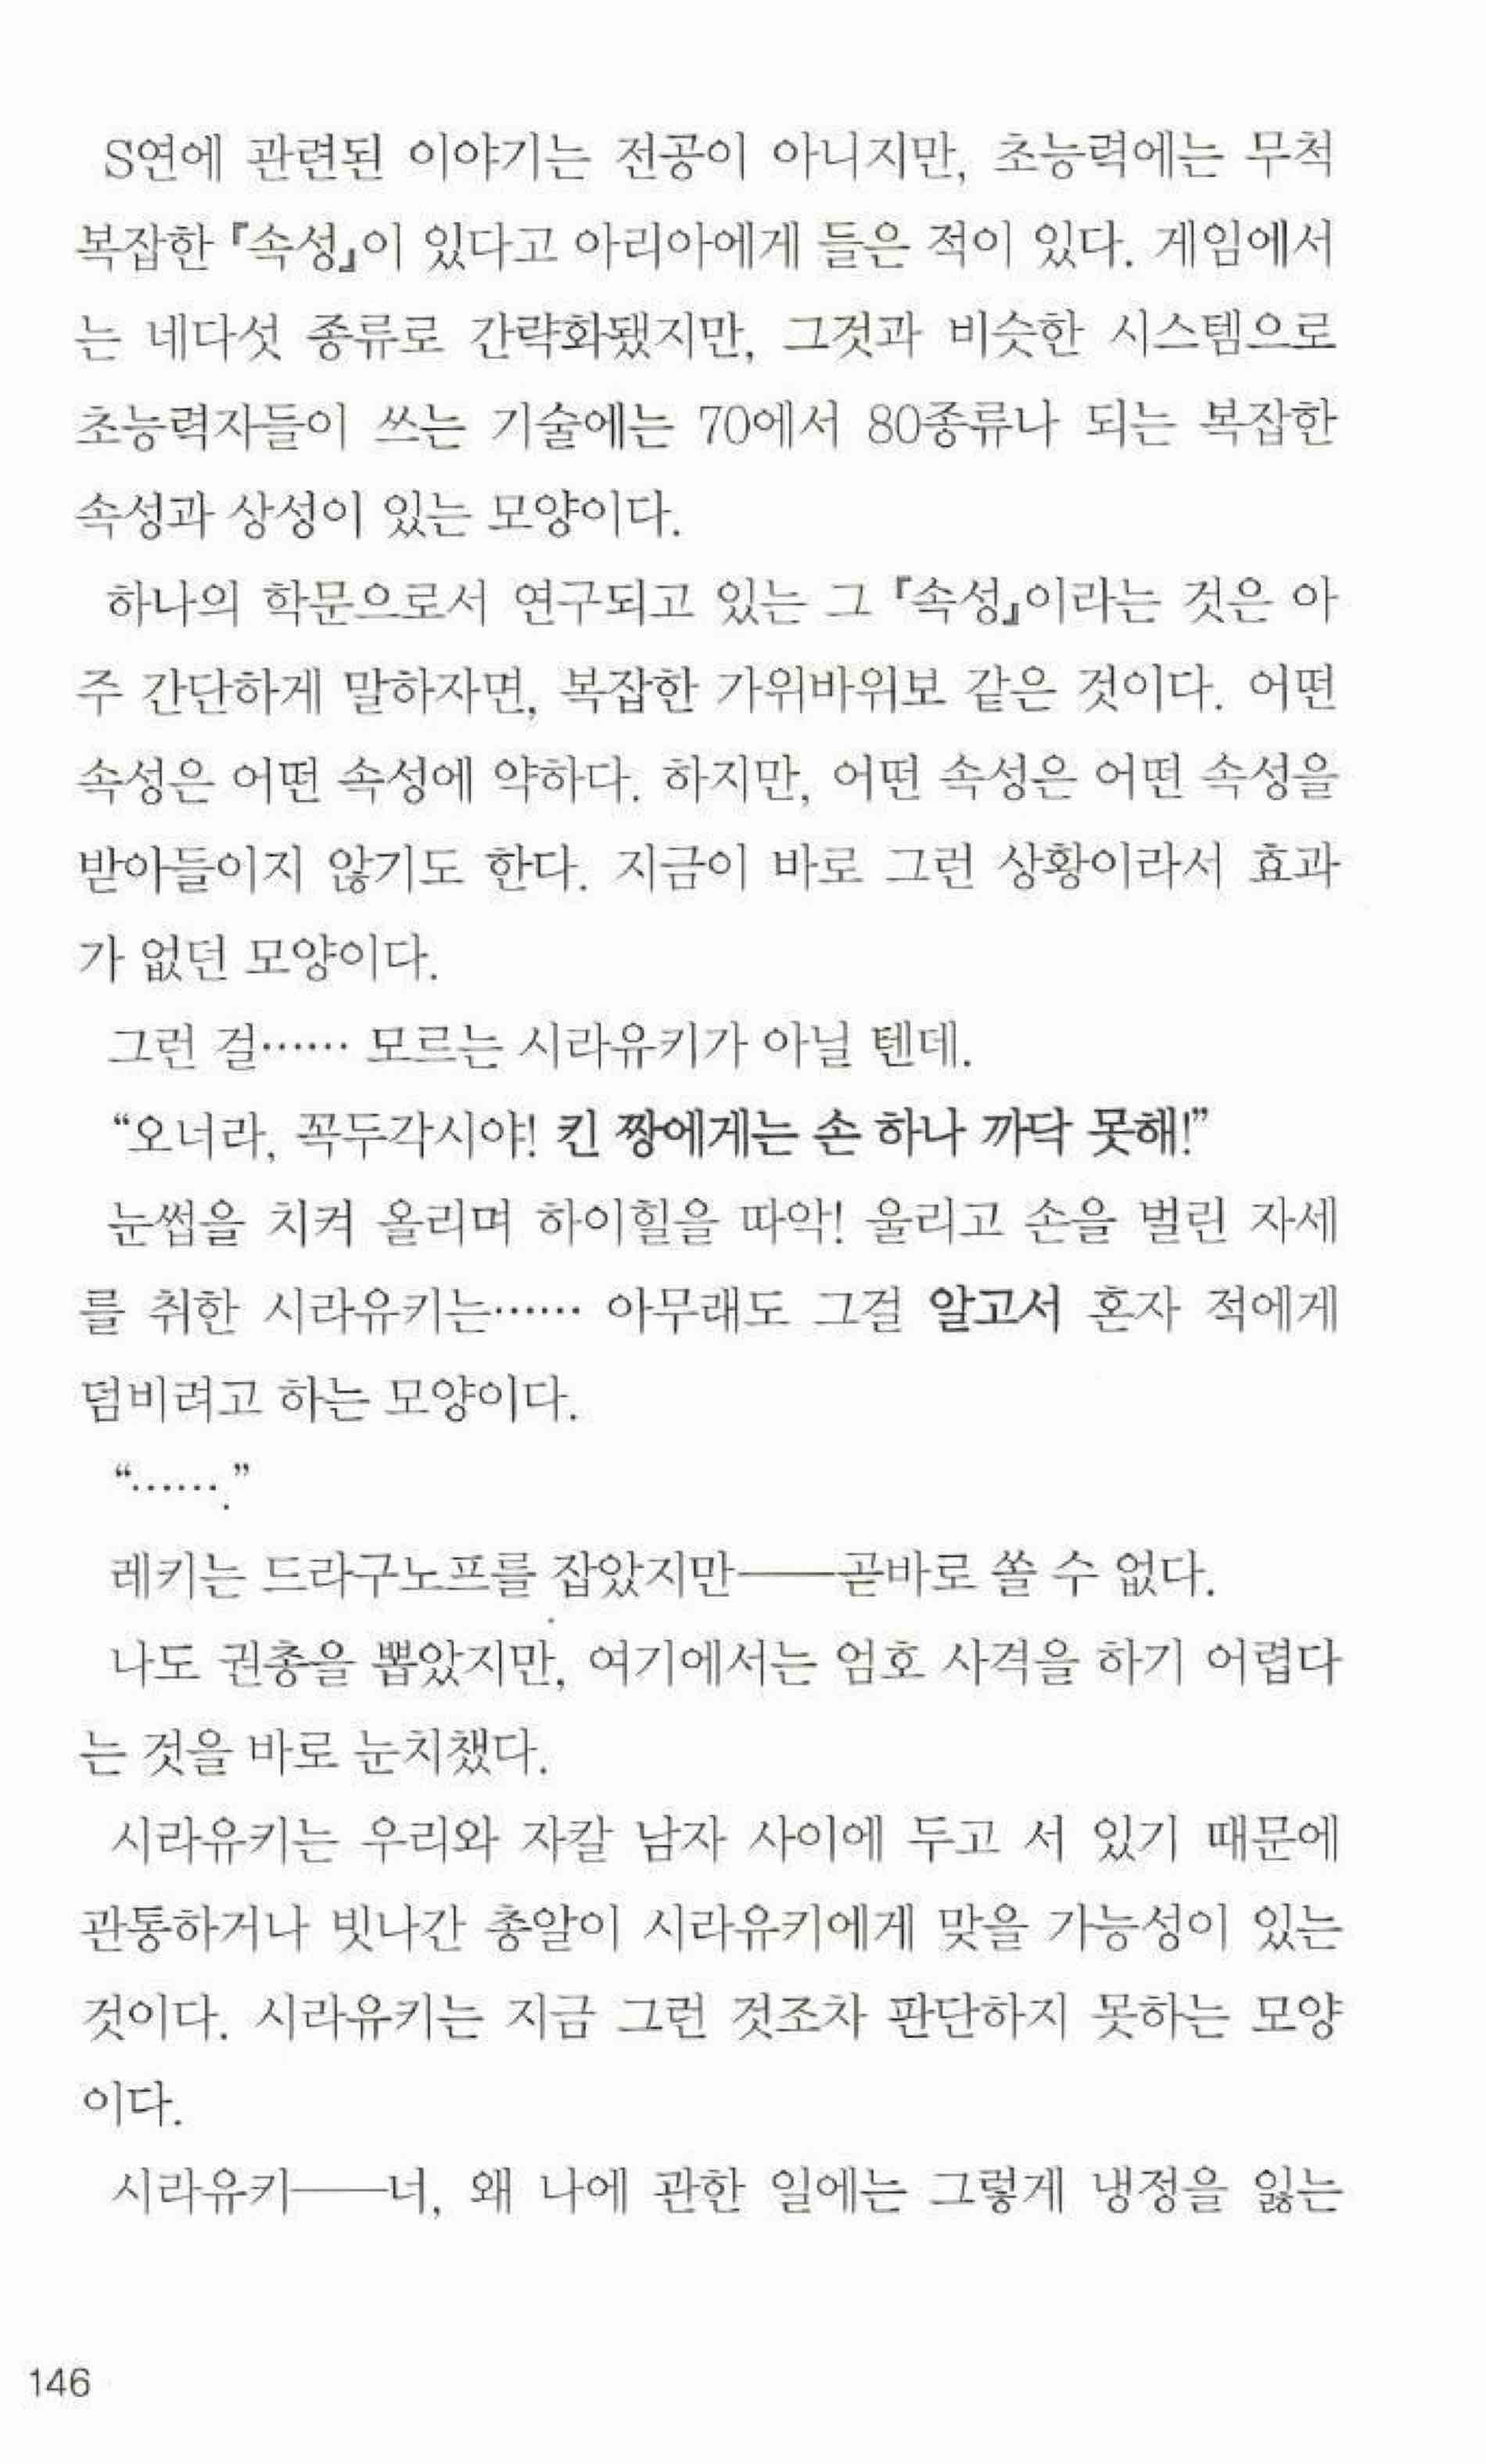 S연에 관련된 이야기는 전공이 아니지만, 초능력에는 무척
복잡한 『속성』이 있다고 아리아에게 들은 적이 있다. 게임에서
는 네다섯 종류로 간략화됐지만, 그것과 비슷한 시스템으로
초능력자들이 쓰는 기술에는 70에서 80종류나 되는 복잡한
속성과 상성이 있는 모양이다.
하나의 학문으로서 연구되고 있는 그 『속성』이라는 것은 아
주 간단하게 말하자면, 복잡한 가위바위보 같은 것이다. 어떤
속성은 어떤 속성에 약하다. 하지만, 어떤 속성은 어떤 속성을
받아들이지 않기도 한다. 지금이 바로 그런 상황이라서 효과
가 없던 모양이다.
그런 걸…… 모르는 시라유키가 아닐 텐데.
“오너라, 꼭두각시야! 킨 짱에게는 손 하나 까닥 못해!”
눈썹을 치켜 올리며 하이힐을 따악! 울리고 손을 벌린 자세
를 취한 시라유키는…… 아무래도 그걸 알고서 혼자 적에게
덤비려고 하는 모양이다.
“…….”
레키는 드라구노프를 잡았지만──곧바로 쏠 수 없다.
나도 권총을 뽑았지만, 여기에서는 엄호 사격을 하기 어렵다
는 것을 바로 눈치챘다.
시라유키는 우리와 자칼 남자 사이에 두고 서 있기 때문에
관통하거나 빗나간 총알이 시라유키에게 맞을 가능성이 있는
것이다. 시라유키는 지금 그런 것조차 판단하지 못하는 모양
이다.
시라유키──너, 왜 나에 관한 일에는 그렇게 냉정을 잃는
146